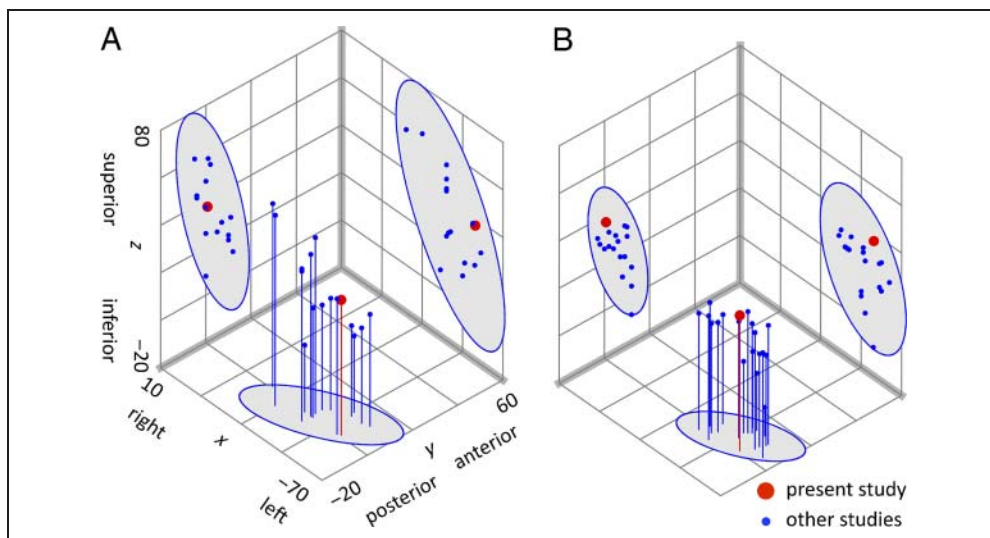 A
B
80
superior
z
inferior
−20
10
right
x
−70
left
−20
posterior
y
anterior
60
present study
other studies